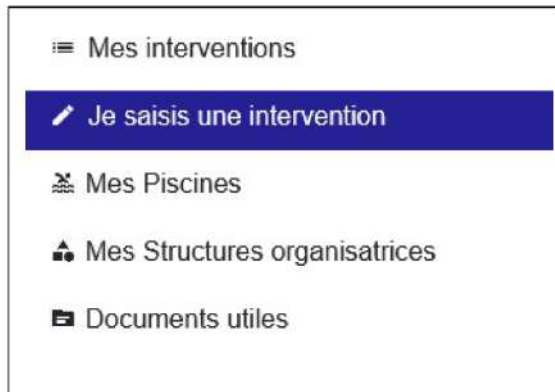 Mes interventions
Je saisis une intervention
Mes Piscines
Mes Structures organisatrices
Documents utiles